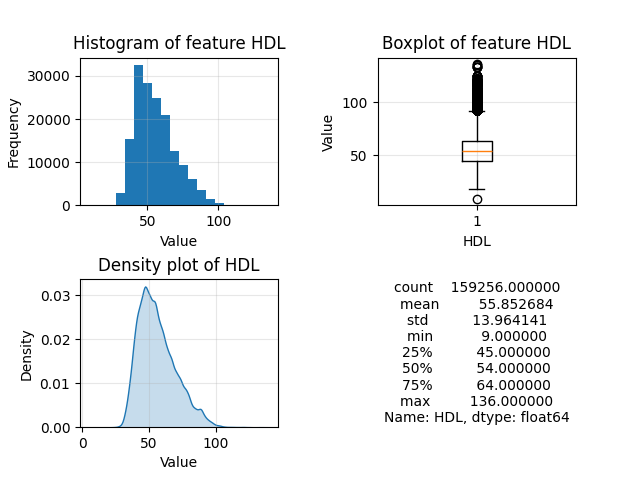 Histogram of feature HDL
30000
20000
10000
0
50 100
Frequency
Value
Boxplot of feature HDL
100
50
1
Value
HDL
Density plot of HDL
0.03
0.02
0.01
0.00
0 50 100
Density
Value
count 159256.000000
mean 55.852684
std 13.964141
min 9.000000
25% 45.000000
50% 54.000000
75% 64.000000
max 136.000000
Name: HDL, dtype: float64